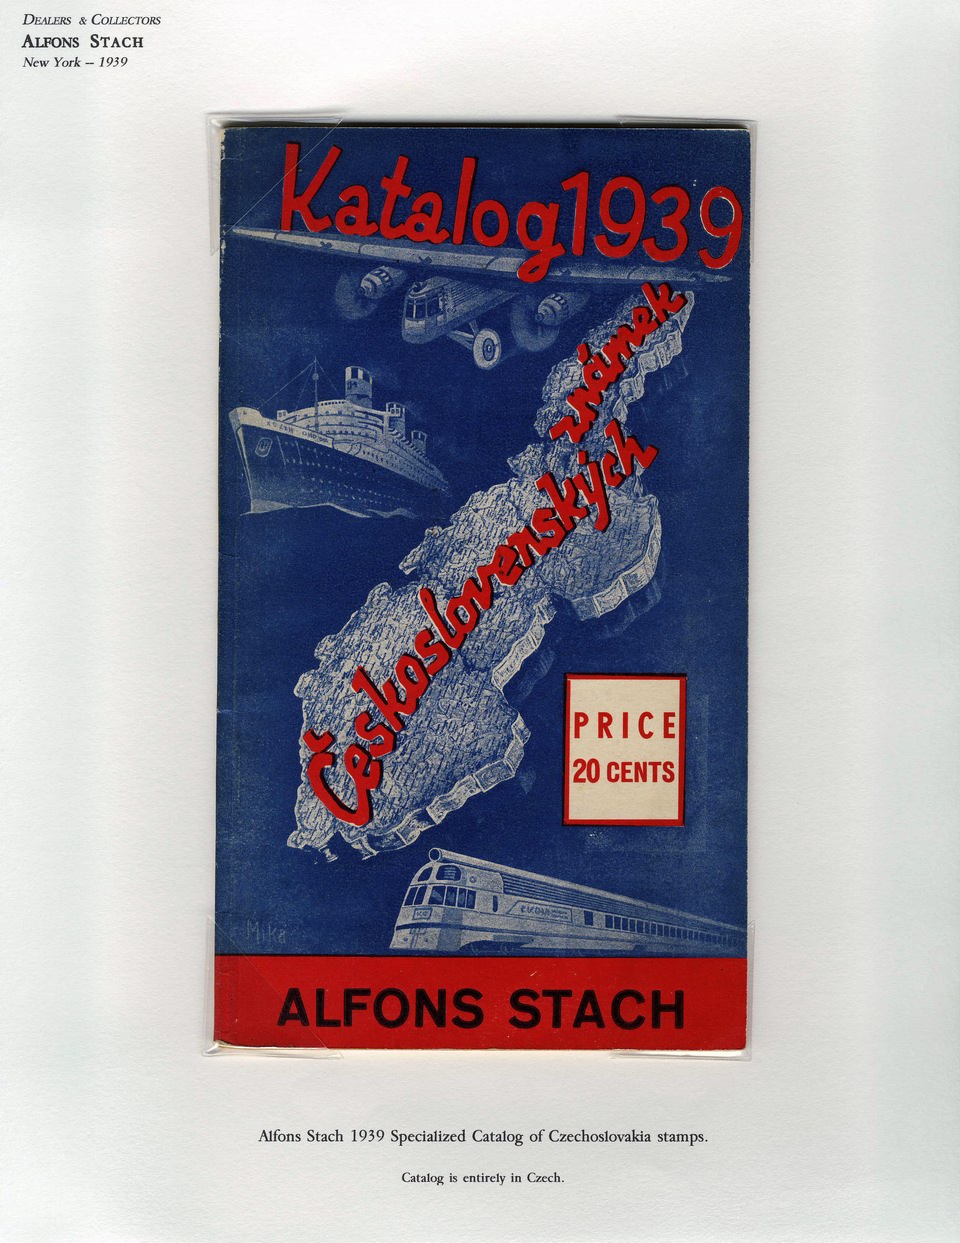 DEALERS & COLLECTORS
ALFONS STACH
New York -- 1939
Katalog 1939
Československých
známek
PRICE
20 CENTS
Mika
ALFONS STACH
Alfons Stach 1939 Specialized Catalog of Czechoslovakia stamps.
Catalog is entirely in Czech.